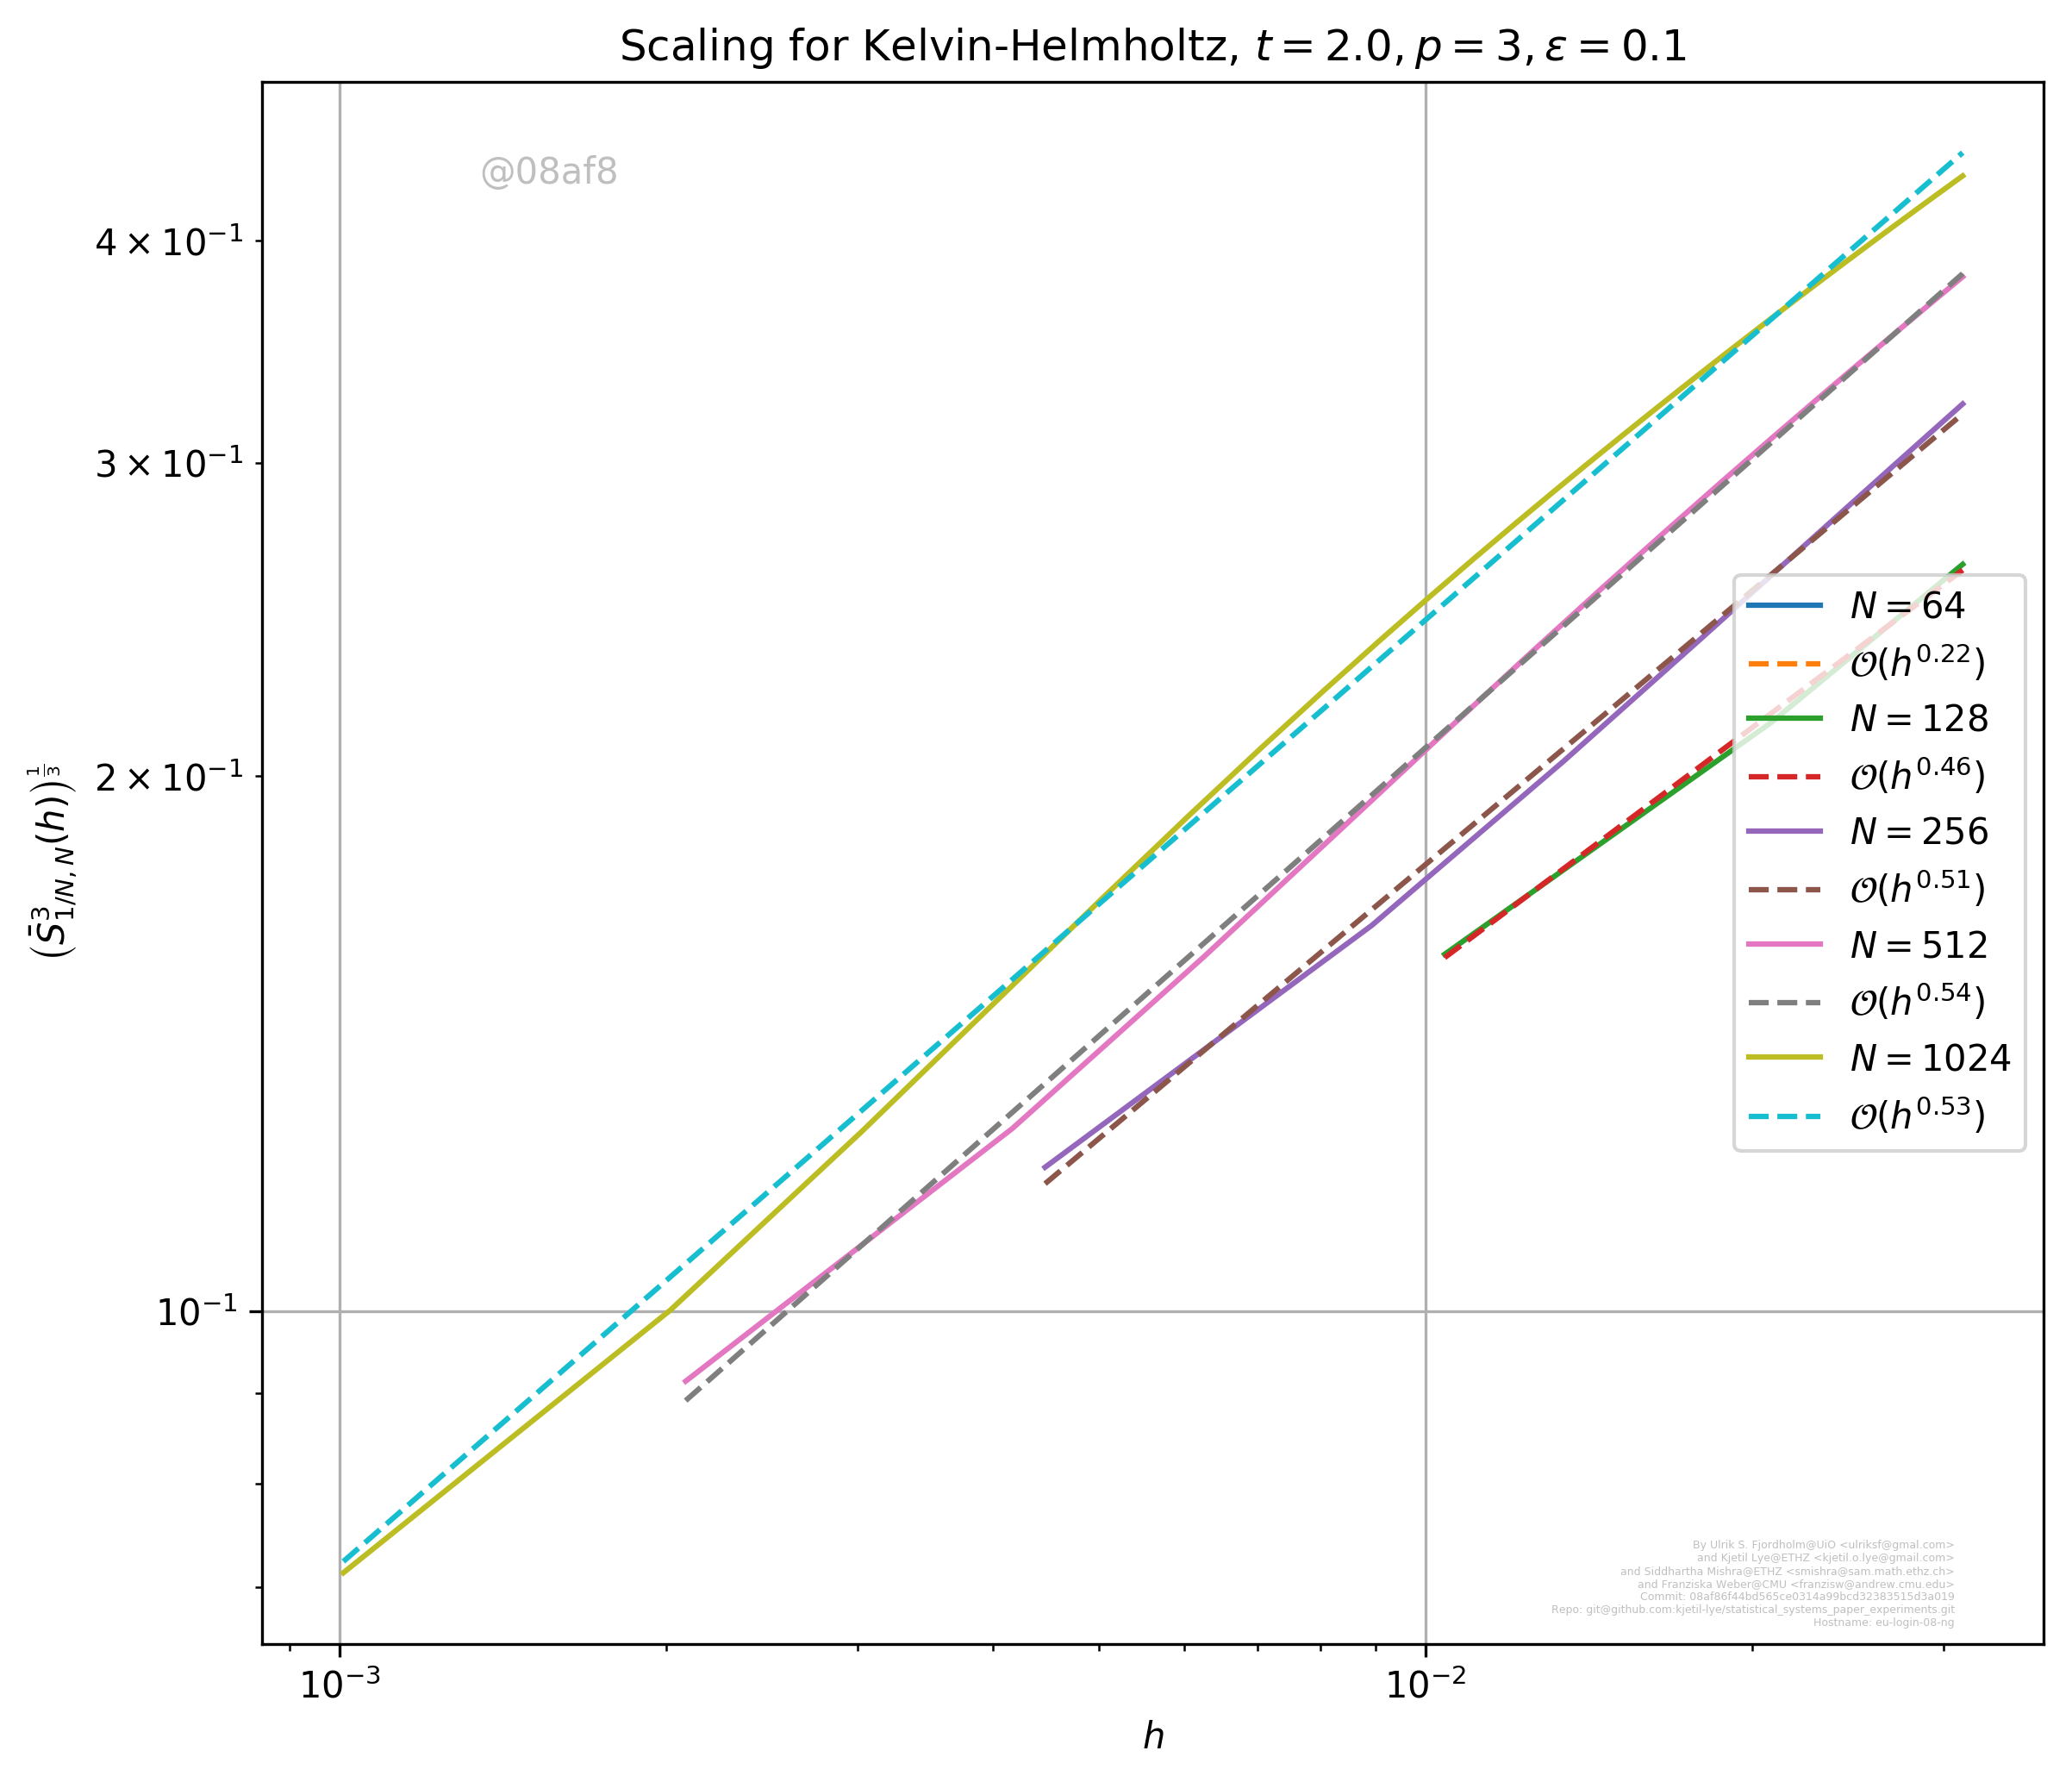 Scaling for Kelvin-Helmholtz, t = 2.0, p = 3, ε = 0.1
@08af8
4 × 10⁻¹
3 × 10⁻¹
2 × 10⁻¹
10⁻¹
(S̄³₁/N, N(h))^(1/3)
N = 64
𝒪(h^0.22)
N = 128
𝒪(h^0.46)
N = 256
𝒪(h^0.51)
N = 512
𝒪(h^0.54)
N = 1024
𝒪(h^0.53)
By Ulrik S. Fjordholm@UiO <ulriksf@gmal.com>
and Kjetil Lye@ETHZ <kjetil.o.lye@gmail.com>
and Siddhartha Mishra@ETHZ <smishra@sam.math.ethz.ch>
and Franziska Weber@CMU <franzisw@andrew.cmu.edu>
Commit: 08af86f44bd565ce0314a99bcd32383515d3a019
Repo: git@github.com:kjetil-lye/statistical_systems_paper_experiments.git
Hostname: eu-login-08-ng
10⁻³
10⁻²
h